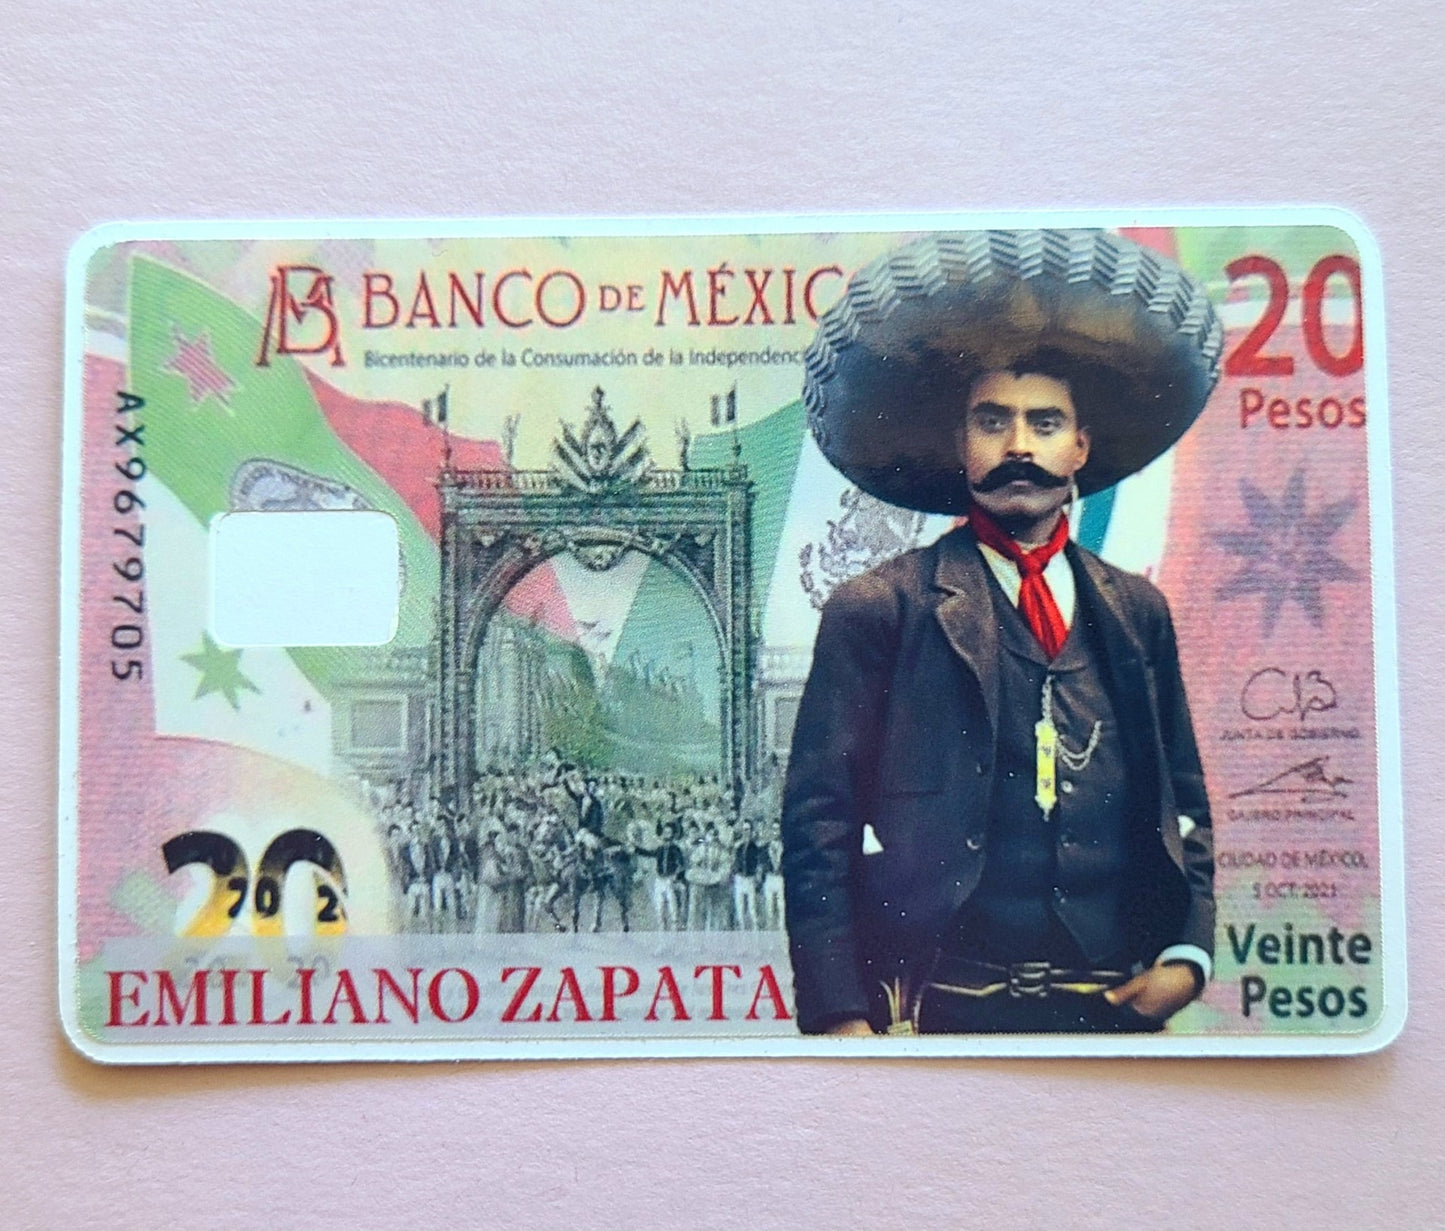 BANCO DE MÉXIC
Bicentenario de la Consumación de la Independenc
20
Pesos
AX9679705
JUNTA DE GOBIERNO
CAJERO PRINCIPAL
CIUDAD DE MÉXICO,
5 OCT. 2021
20
Veinte
Pesos
EMILIANO ZAPATA